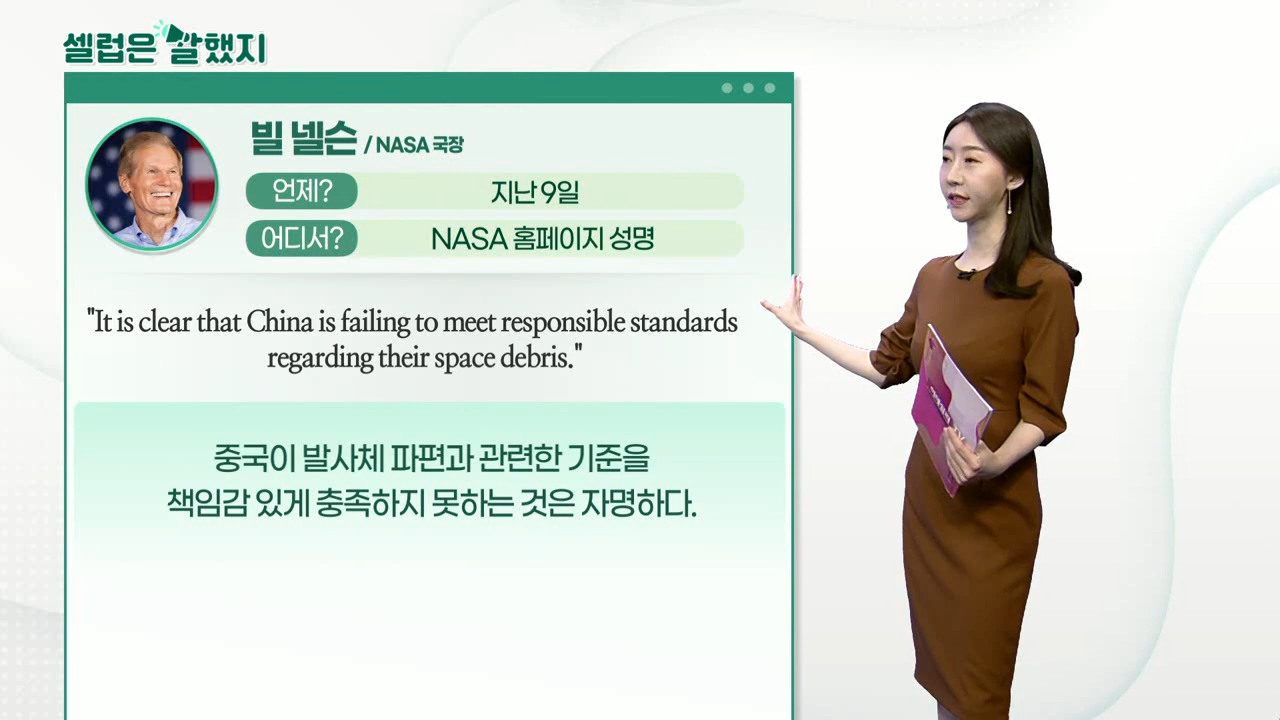 셀럽은 말했지
빌 넬슨 / NASA 국장
언제? 지난 9일
어디서? NASA 홈페이지 성명
"It is clear that China is failing to meet responsible standards
regarding their space debris."
중국이 발사체 파편과 관련한 기준을
책임감 있게 충족하지 못하는 것은 자명하다.